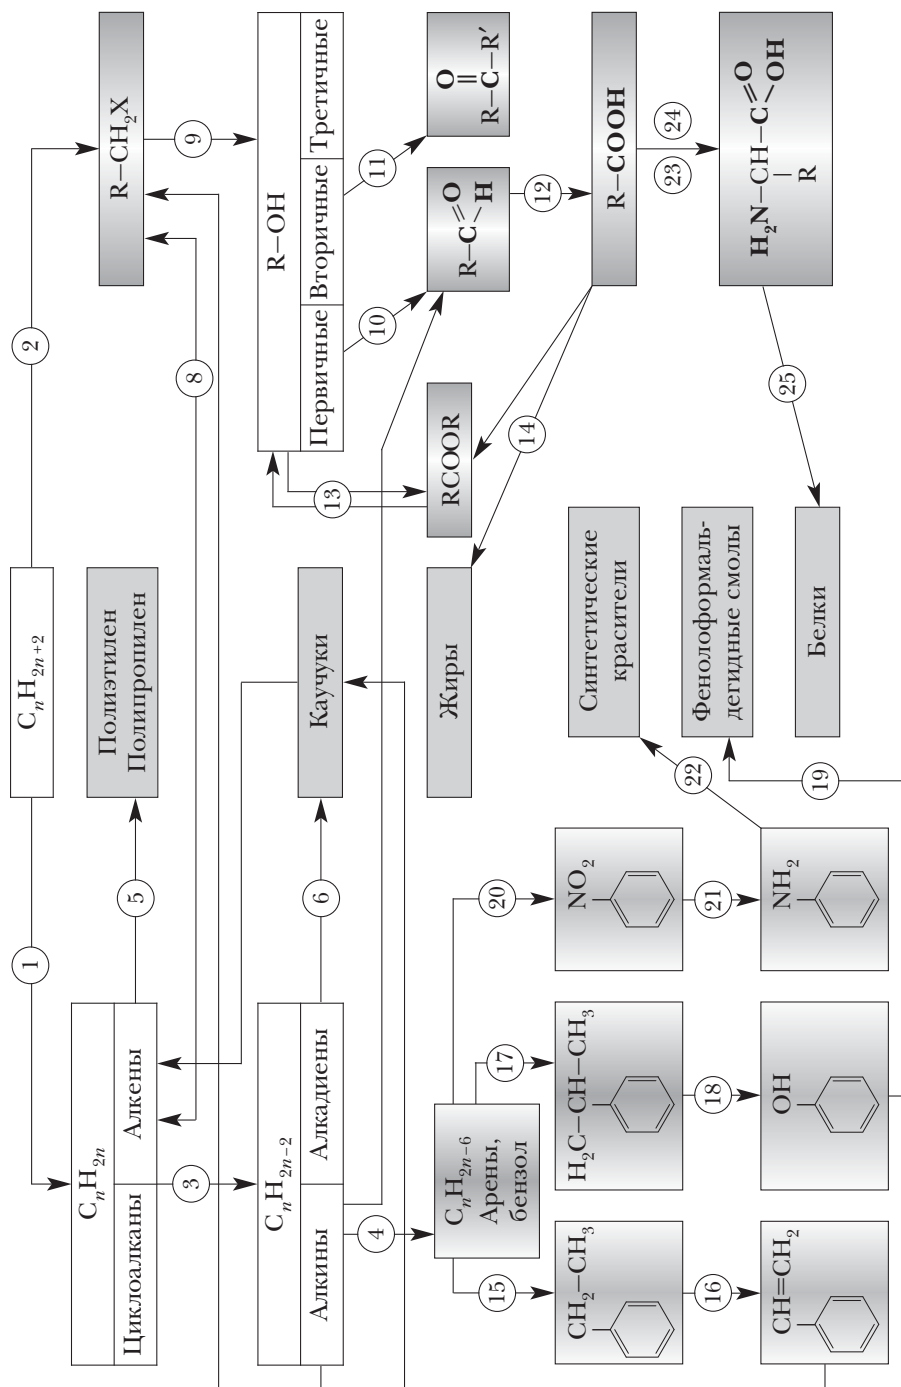 CₙH₂ₙ₊₂
1
2
CₙH₂ₙ
Циклоалканы
Алкены
5
Полиэтилен
Полипропилен
R–CH₂X
3
8
9
CₙH₂ₙ₋₂
Алкины
Алкадиены
6
Каучуки
R–OH
Первичные
Вторичные
Третичные
4
13
10
11
CₙH₂ₙ₋₆
Арены,
бензол
Жиры
RCOOR
R–C
O
H
O
R–C–R′
15
17
20
14
12
CH₂–CH₃
H₂C–CH–CH₃
NO₂
Синтетические
красители
R–COOH
16
18
21
22
23
24
CH=CH₂
OH
NH₂
Фенолоформаль-
дегидные смолы
H₂N–CH–C
O
OH
R
19
25
Белки